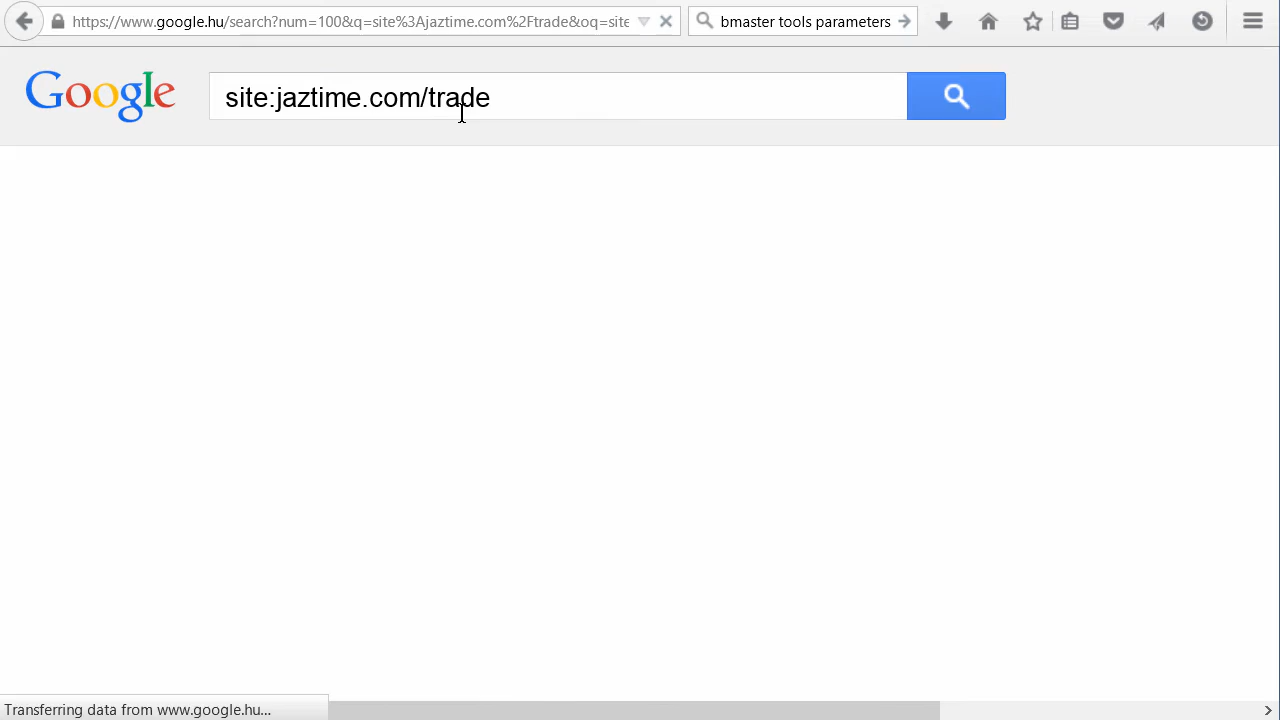 https://www.google.hu/search?num=100&q=site%3Ajaztime.com%2Ftrade&oq=site
bmaster tools parameters
Google
site:jaztime.com/trade
Transferring data from www.google.hu...